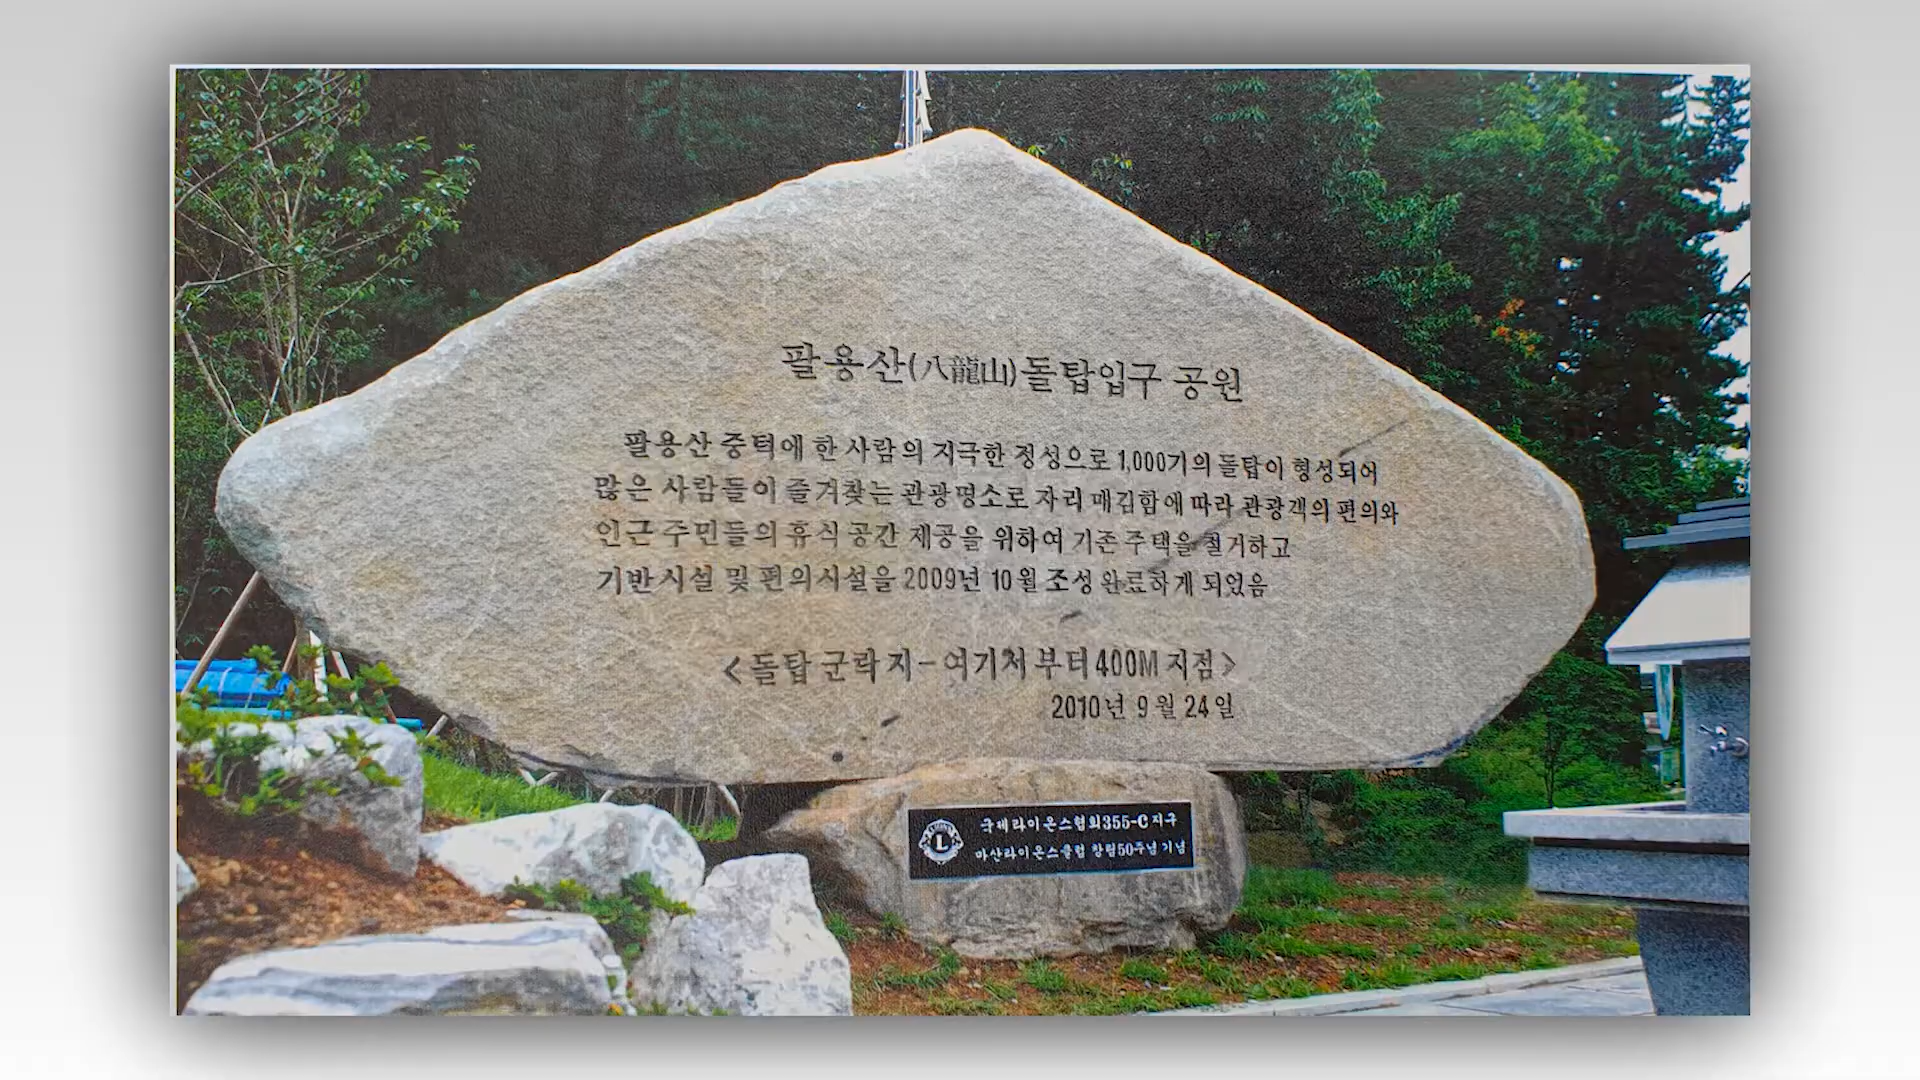 팔용산(八龍山)돌탑입구 공원
팔용산 중턱에 한 사람의 지극한 정성으로 1,000기의 돌탑이 형성되어
많은 사람들이 즐겨찾는 관광명소로 자리 매김함에 따라 관광객의 편의와
인근 주민들의 휴식 공간 제공을 위하여 기존 주택을 철거하고
기반시설 및 편의시설을 2009년 10월 조성 완료하게 되었음
<돌탑 군락지-여기서부터 400M 지점>
2010년 9월 24일
L
국제라이온스협회355-C지구
마산라이온스클럽 창립50주년 기념